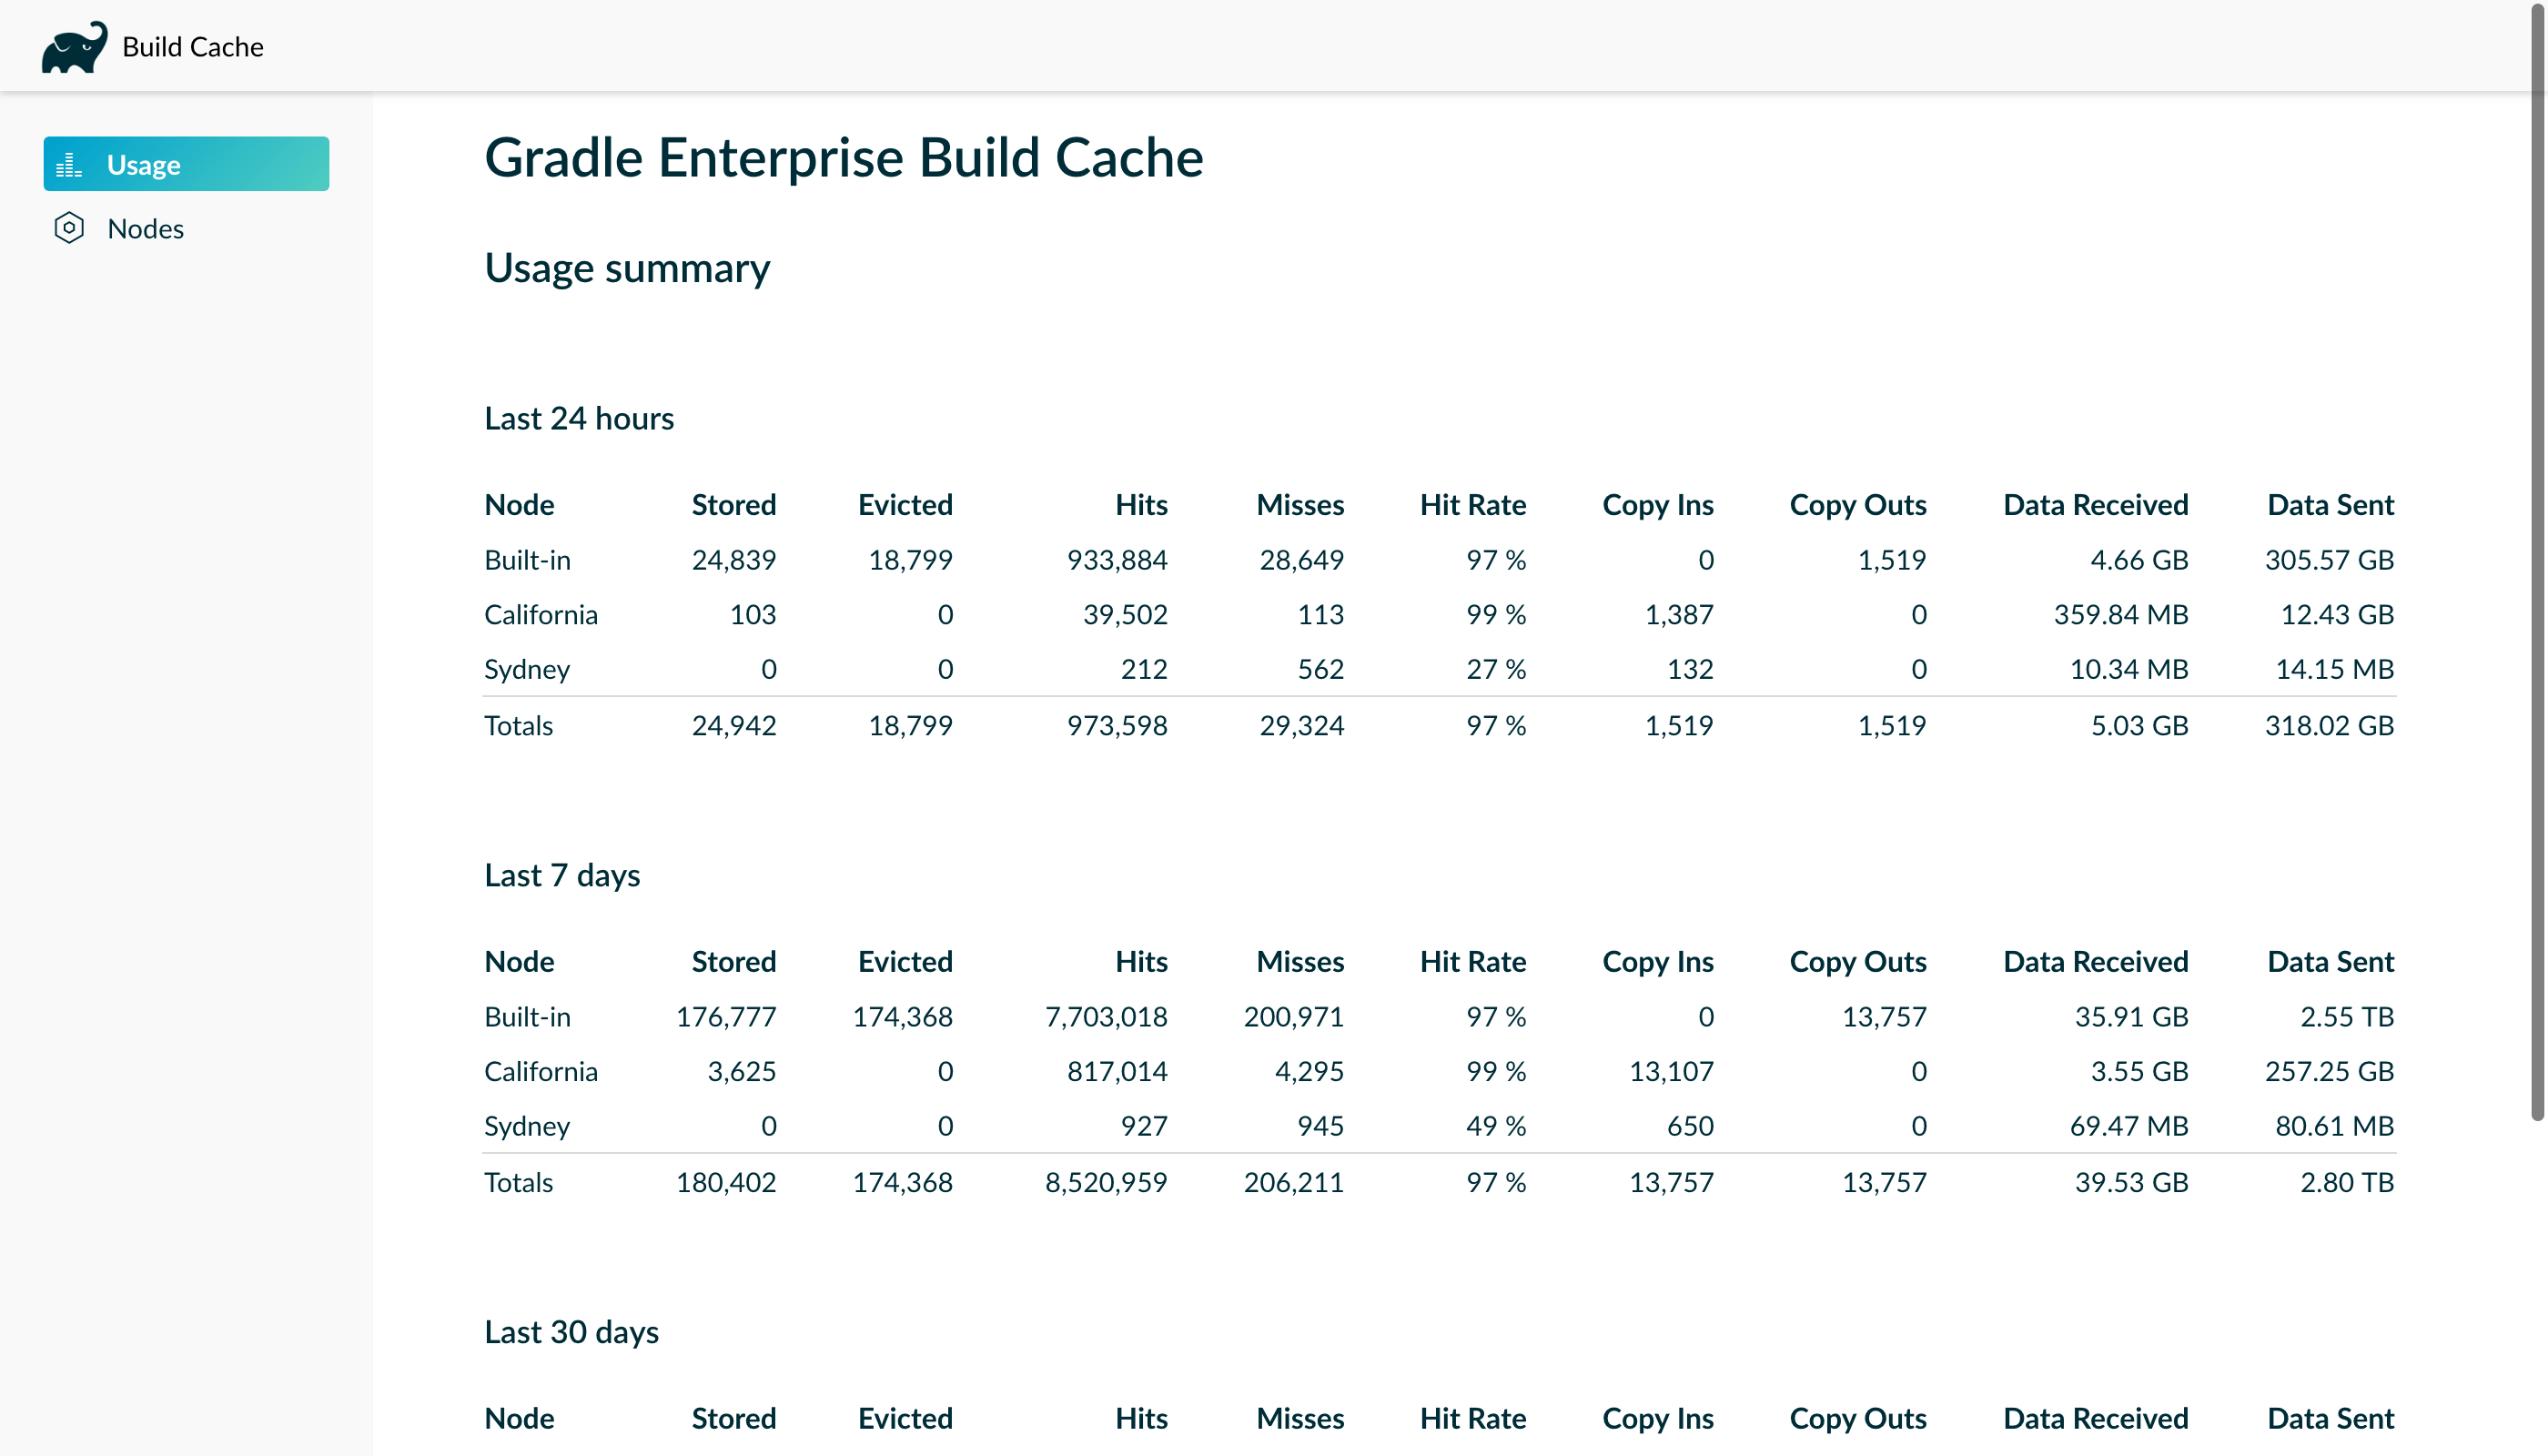 Build Cache
Usage
Nodes
Gradle Enterprise Build Cache
Usage summary
Last 24 hours
Node Stored Evicted Hits Misses Hit Rate Copy Ins Copy Outs Data Received Data Sent
Built-in 24,839 18,799 933,884 28,649 97 % 0 1,519 4.66 GB 305.57 GB
California 103 0 39,502 113 99 % 1,387 0 359.84 MB 12.43 GB
Sydney 0 0 212 562 27 % 132 0 10.34 MB 14.15 MB
Totals 24,942 18,799 973,598 29,324 97 % 1,519 1,519 5.03 GB 318.02 GB
Last 7 days
Node Stored Evicted Hits Misses Hit Rate Copy Ins Copy Outs Data Received Data Sent
Built-in 176,777 174,368 7,703,018 200,971 97 % 0 13,757 35.91 GB 2.55 TB
California 3,625 0 817,014 4,295 99 % 13,107 0 3.55 GB 257.25 GB
Sydney 0 0 927 945 49 % 650 0 69.47 MB 80.61 MB
Totals 180,402 174,368 8,520,959 206,211 97 % 13,757 13,757 39.53 GB 2.80 TB
Last 30 days
Node Stored Evicted Hits Misses Hit Rate Copy Ins Copy Outs Data Received Data Sent